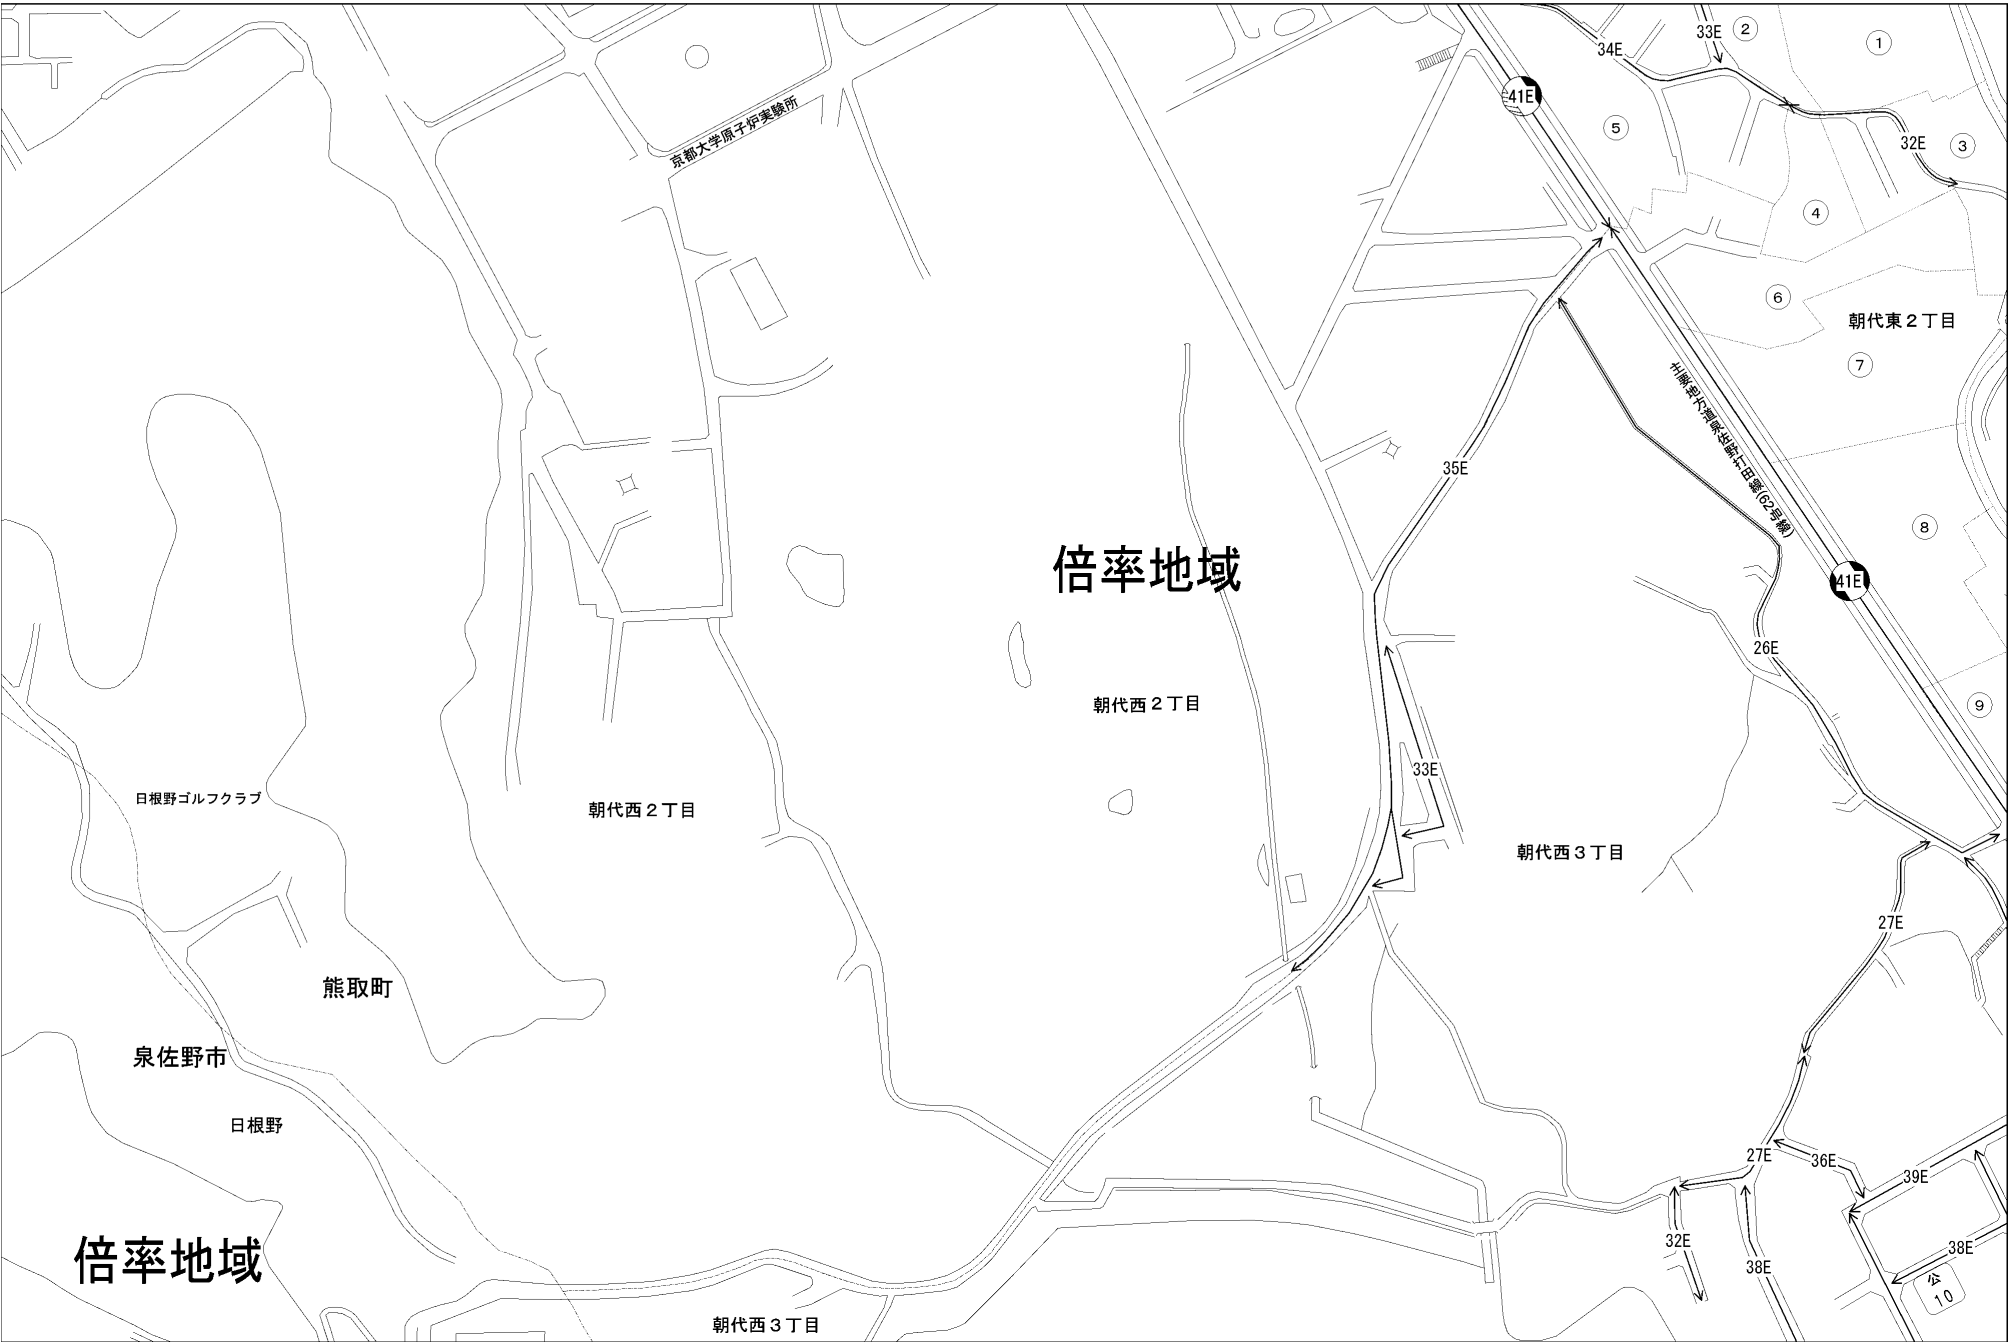 33E
②
①
34E
41E
京都大学原子炉実験所
⑤
32E
③
④
⑥
朝代東２丁目
⑦
主要地方道泉佐野打田線(62号線)
35E
⑧
倍率地域
41E
26E
朝代西２丁目
⑨
33E
日根野ゴルフクラブ
朝代西２丁目
朝代西３丁目
27E
熊取町
泉佐野市
日根野
27E
36E
39E
倍率地域
32E
38E
38E
公
10
朝代西３丁目